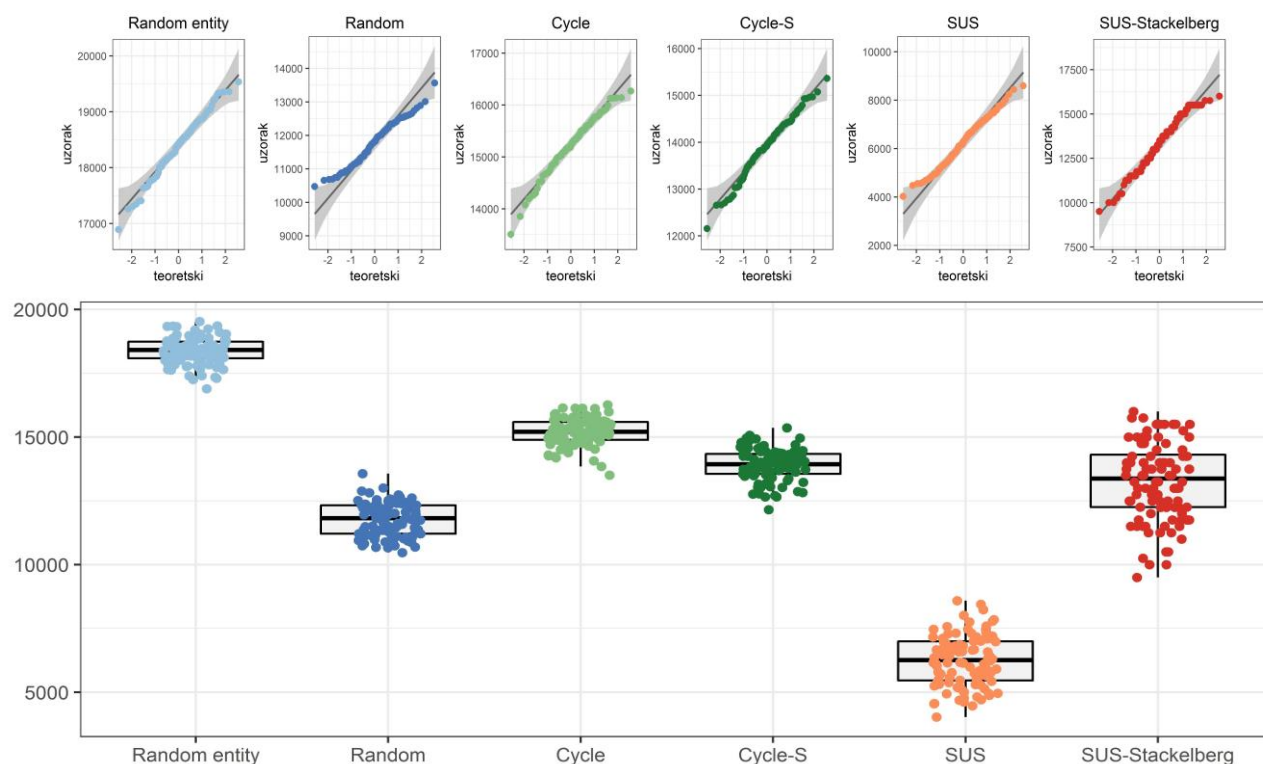 Random entity
Random
Cycle
Cycle-S
SUS
SUS-Stackelberg
20000
19000
18000
17000
uzorak
-2 -1 0 1 2
teoretski
14000
13000
12000
11000
10000
9000
uzorak
-2 -1 0 1 2
teoretski
17000
16000
15000
14000
uzorak
-2 -1 0 1 2
teoretski
16000
15000
14000
13000
12000
uzorak
-2 -1 0 1 2
teoretski
10000
8000
6000
4000
2000
uzorak
-2 -1 0 1 2
teoretski
17500
15000
12500
10000
7500
uzorak
-2 -1 0 1 2
teoretski
20000
15000
10000
5000
Random entity Random Cycle Cycle-S SUS SUS-Stackelberg